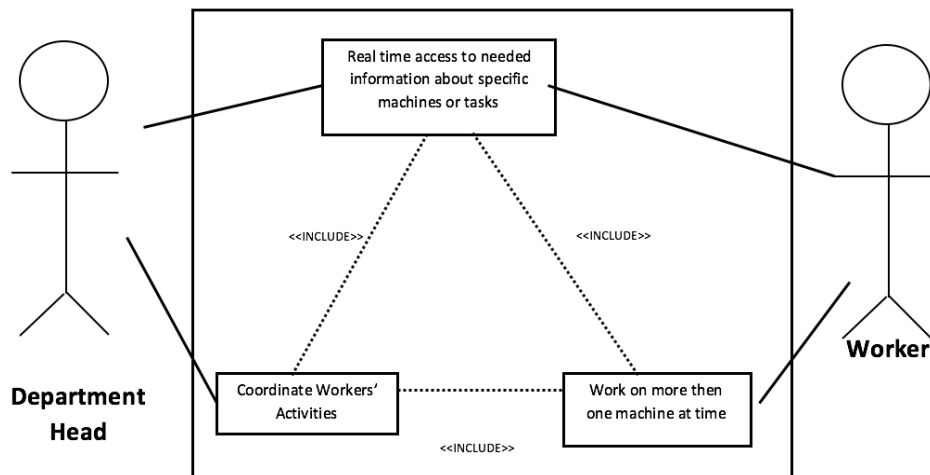 Real time access to needed
information about specific
machines or tasks
<<INCLUDE>>
<<INCLUDE>>
Worker
Department
Head
Coordinate Workers’
Activities
Work on more then
one machine at time
<<INCLUDE>>